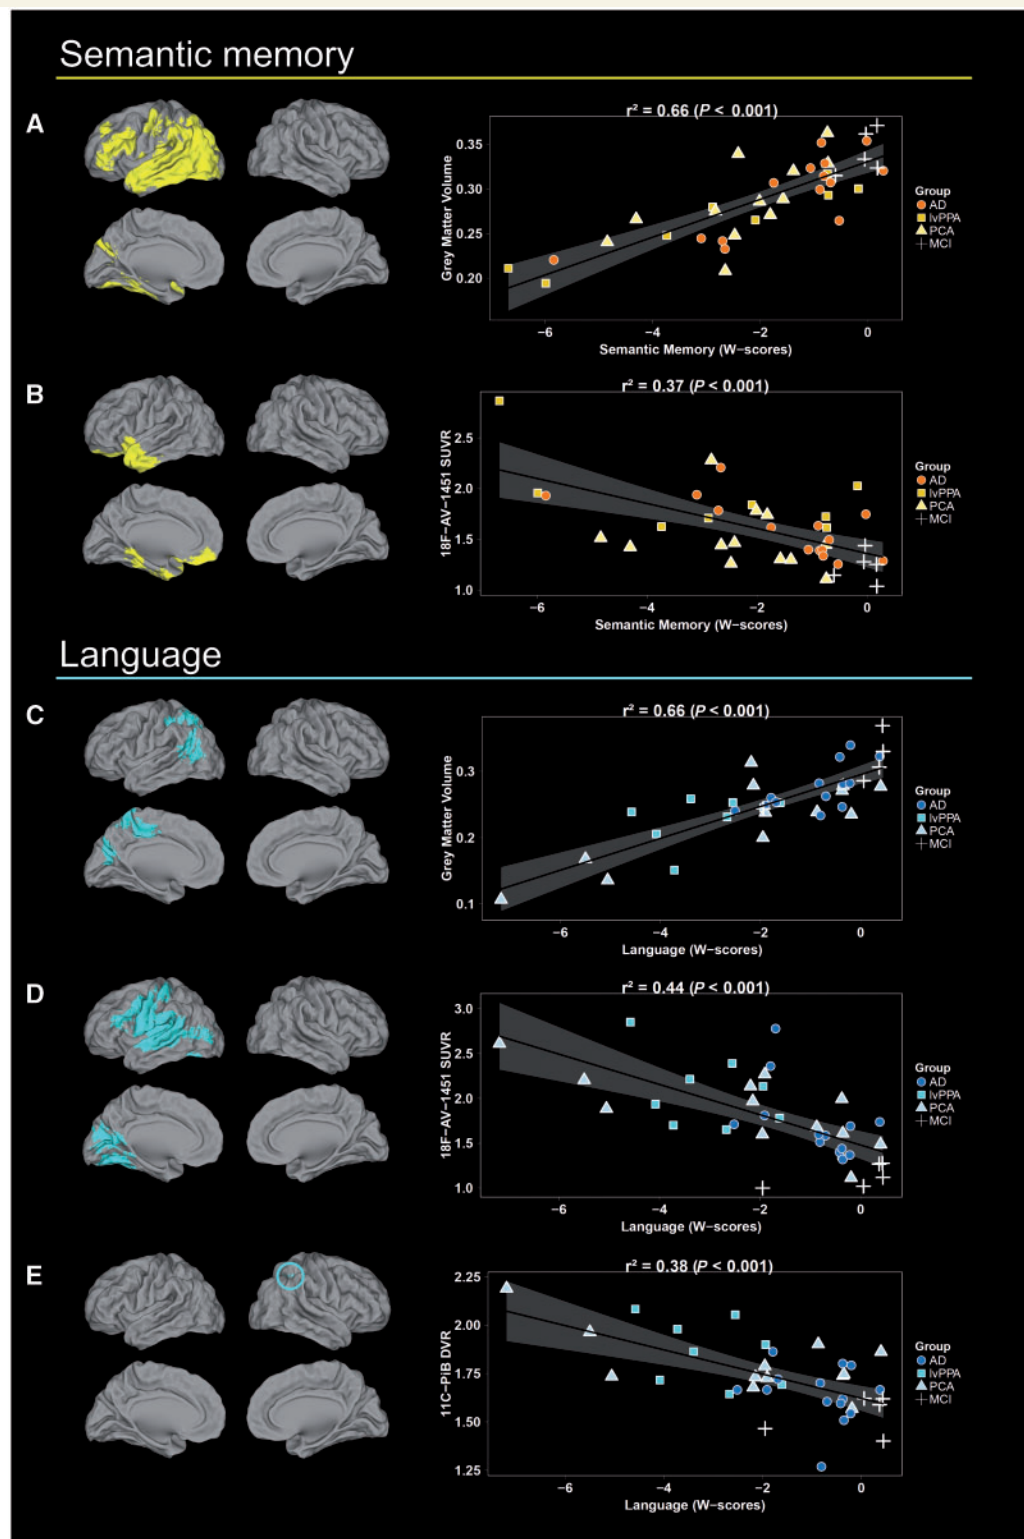 Semantic memory
A
r² = 0.66 (P < 0.001)
Grey Matter Volume
0.35
0.30
0.25
0.20
−6 −4 −2 0
Semantic Memory (W−scores)
Group
AD
lvPPA
PCA
MCI
B
r² = 0.37 (P < 0.001)
18F−AV−1451 SUVR
2.5
2.0
1.5
1.0
−6 −4 −2 0
Semantic Memory (W−scores)
Group
AD
lvPPA
PCA
MCI
Language
C
r² = 0.66 (P < 0.001)
Grey Matter Volume
0.3
0.2
0.1
−6 −4 −2 0
Language (W−scores)
Group
AD
lvPPA
PCA
MCI
D
r² = 0.44 (P < 0.001)
18F−AV−1451 SUVR
3.0
2.5
2.0
1.5
1.0
−6 −4 −2 0
Language (W−scores)
Group
AD
lvPPA
PCA
MCI
E
r² = 0.38 (P < 0.001)
11C−PiB DVR
2.25
2.00
1.75
1.50
1.25
−6 −4 −2 0
Language (W−scores)
Group
AD
lvPPA
PCA
MCI